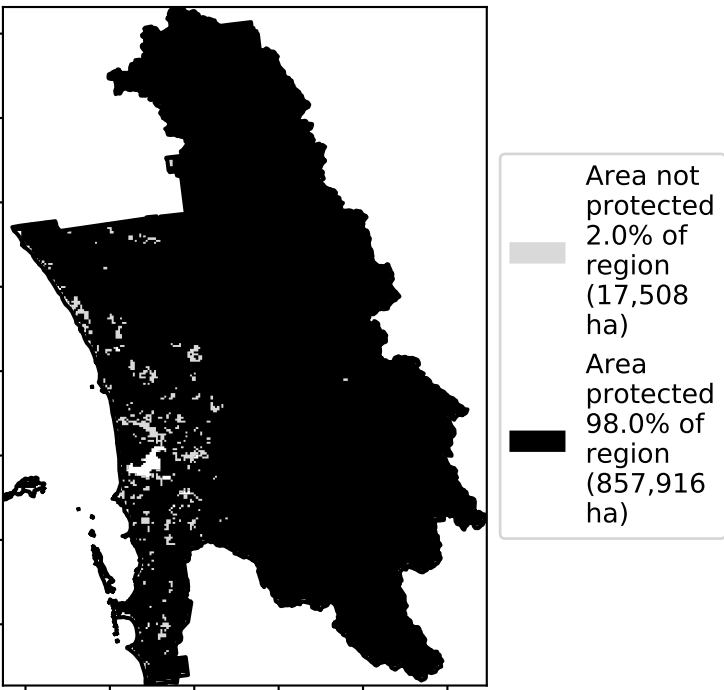 Area not
protected
2.0% of
region
(17,508
ha)
Area
protected
98.0% of
region
(857,916
ha)